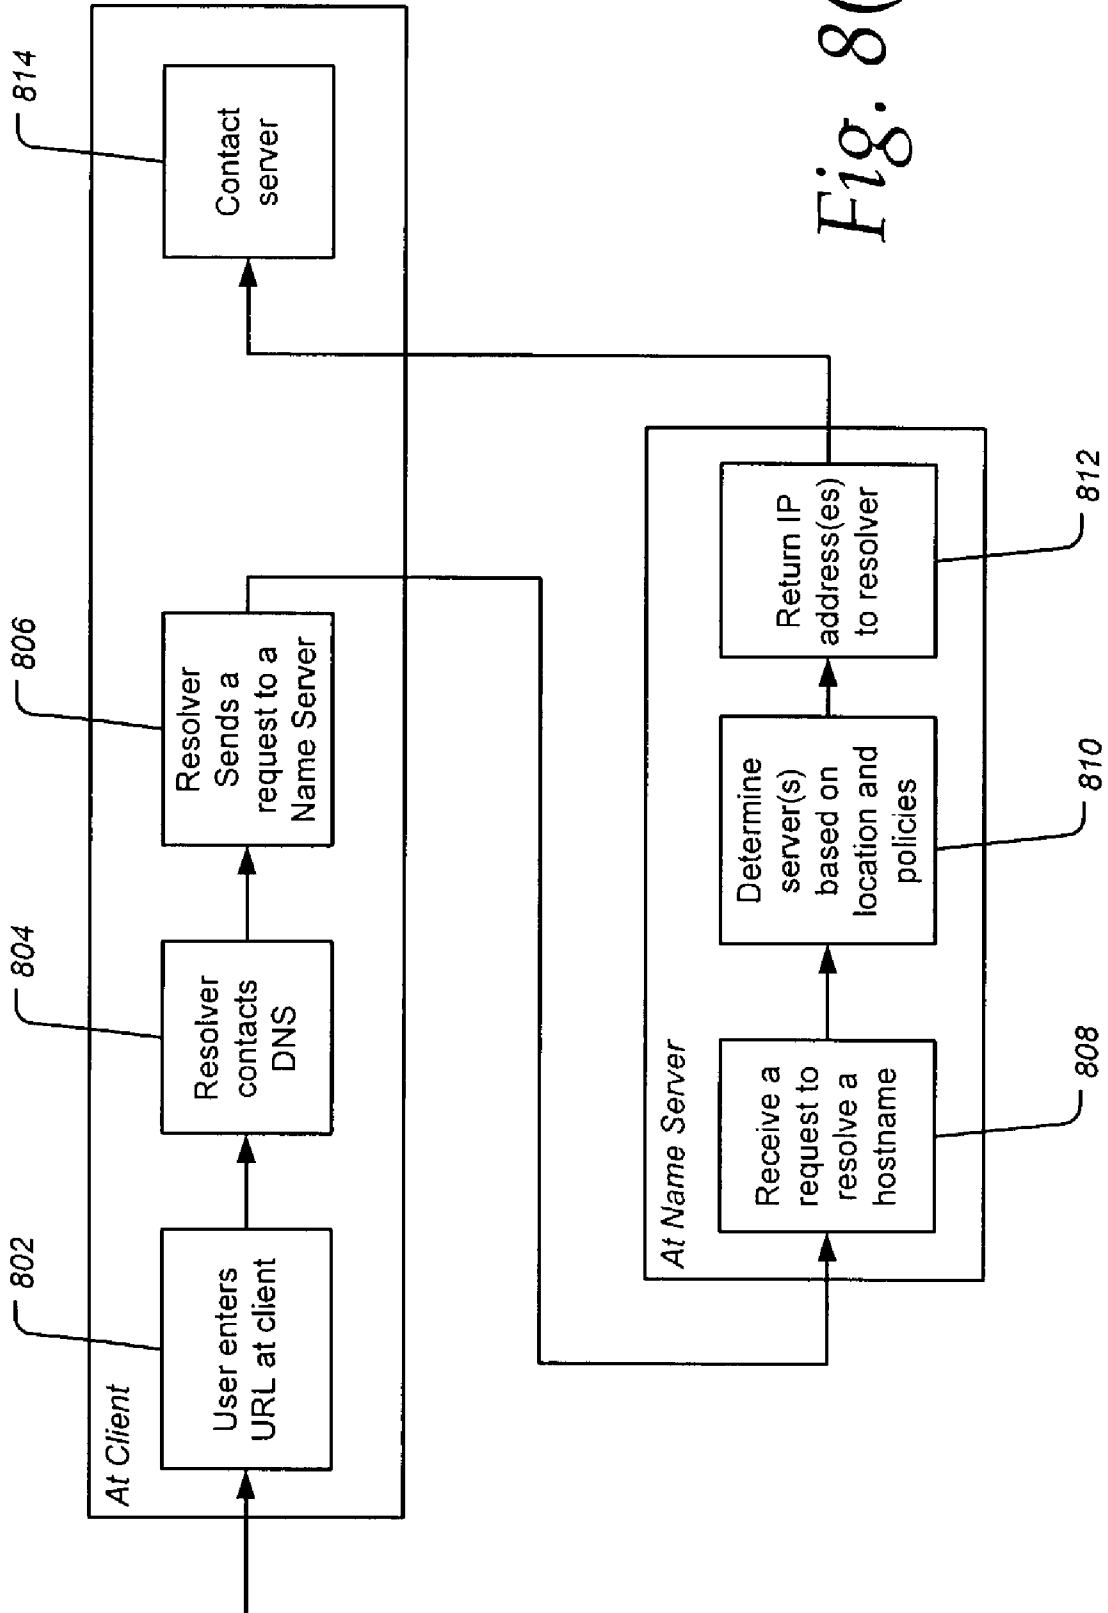 At Client
802
User enters
URL at client
804
Resolver
contacts
DNS
806
Resolver
Sends a
request to a
Name Server
814
Contact
server
At Name Server
Receive a
request to
resolve a
hostname
808
Determine
server(s)
based on
location and
policies
810
Return IP
address(es)
to resolver
812
Fig. 8(